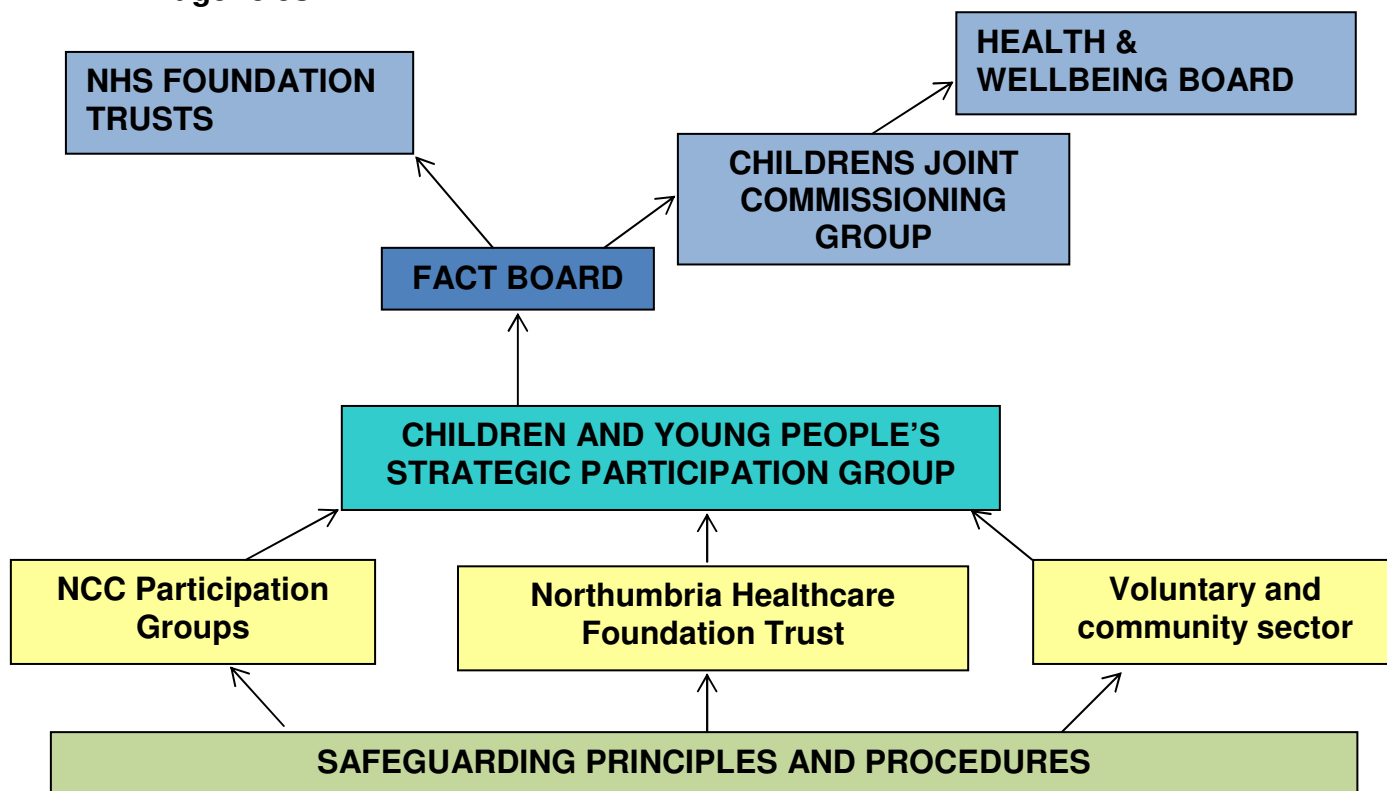 HEALTH &
WELLBEING BOARD
NHS FOUNDATION
TRUSTS
CHILDRENS JOINT
COMMISSIONING
GROUP
FACT BOARD
CHILDREN AND YOUNG PEOPLE’S
STRATEGIC PARTICIPATION GROUP
NCC Participation
Groups
Northumbria Healthcare
Foundation Trust
Voluntary and
community sector
SAFEGUARDING PRINCIPLES AND PROCEDURES